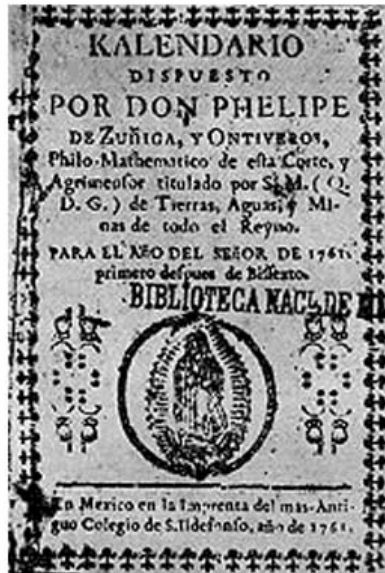 KALENDARIO
DISPUESTO
POR DON PHELIPE
DE ZUÑIGA, Y ONTIVEROS,
Philo-Mathematico de esta Corte, y
Agrimensor titulado por S. M. ( Q.
D. G. ) de Tierras, Aguas, y Mi-
nas de todo el Reyno.
PARA EL AÑO DEL SEÑOR DE 1761.
primero despues de Bisexto.
BIBLIOTECA NACL DE
En Mexico en la Imprenta del mas Anti-
guo Colegio de S. Ildefonso, año de 1761.